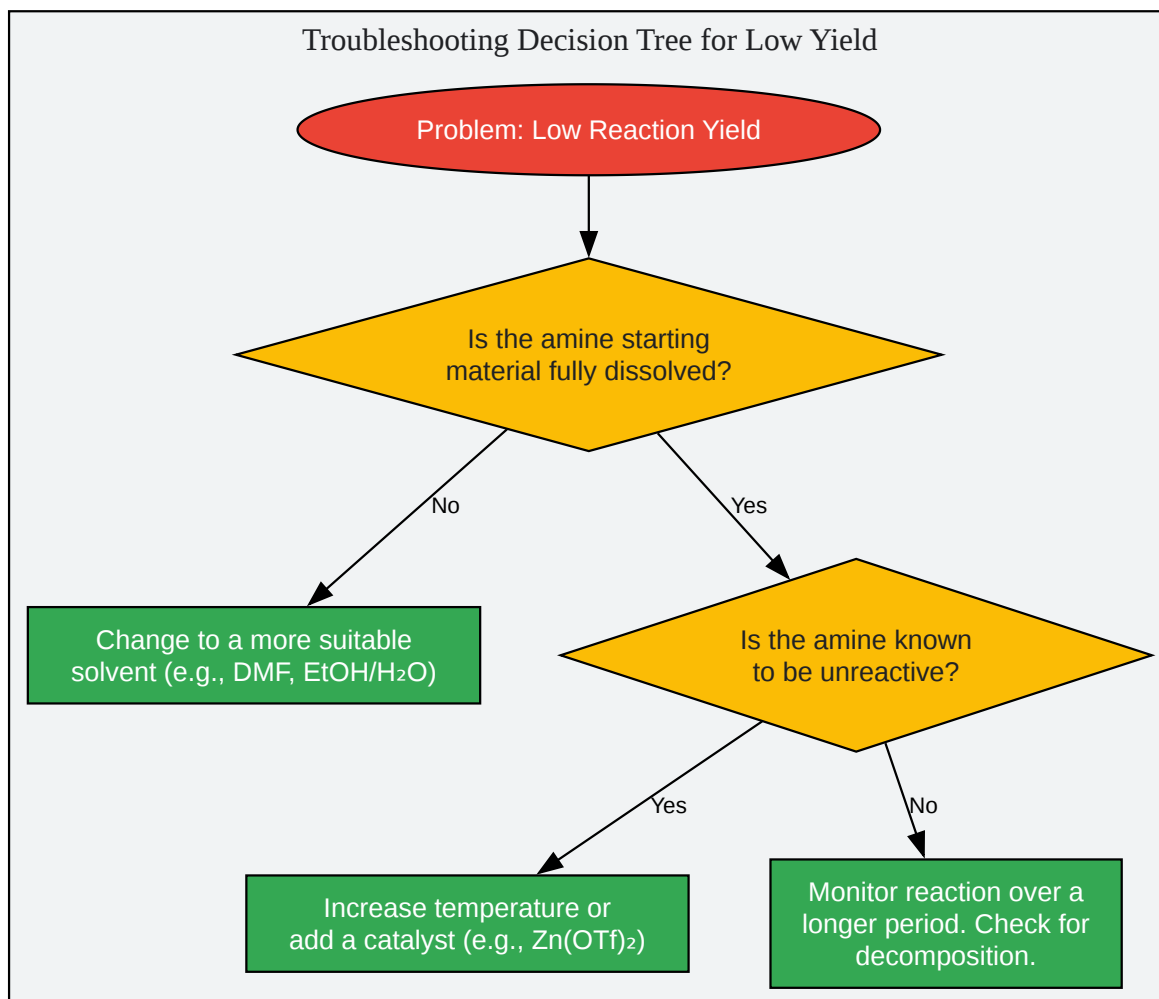 Troubleshooting Decision Tree for Low Yield
Problem: Low Reaction Yield
Is the amine starting
material fully dissolved?
No
Yes
Change to a more suitable
solvent (e.g., DMF, EtOH/H₂O)
Is the amine known
to be unreactive?
Yes
No
Increase temperature or
add a catalyst (e.g., Zn(OTf)₂)
Monitor reaction over a
longer period. Check for
decomposition.